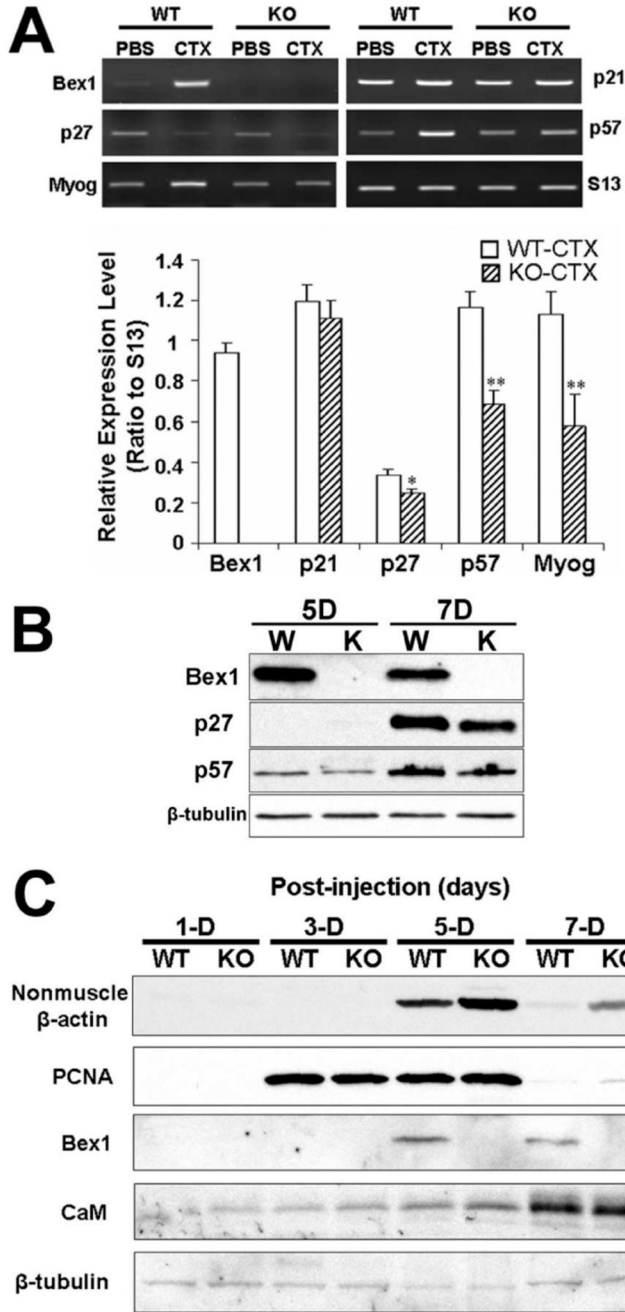 A
WT KO WT KO
PBS CTX PBS CTX PBS CTX PBS CTX
Bex1 p21
p27 p57
Myog S13
WT-CTX
KO-CTX
Relative Expression Level
(Ratio to S13)
1.4
1.2
1
0.8
0.6
0.4
0.2
0
** **
*
Bex1 p21 p27 p57 Myog
B
5D 7D
W K W K
Bex1
p27
p57
β-tubulin
C
Post-injection (days)
1-D 3-D 5-D 7-D
WT KO WT KO WT KO WT KO
Nonmuscle
β-actin
PCNA
Bex1
CaM
β-tubulin